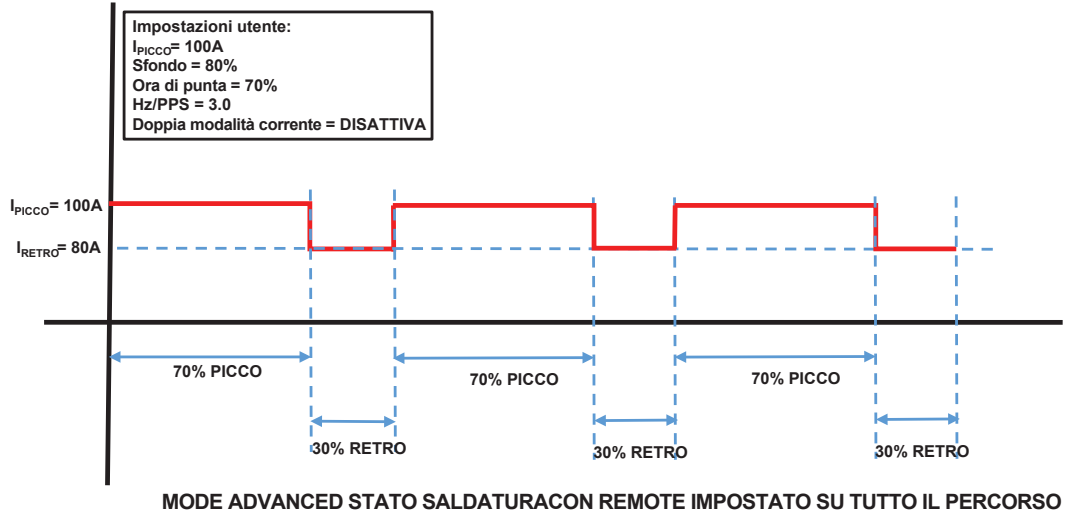 Impostazioni utente:
IPICCO= 100A
Sfondo = 80%
Ora di punta = 70%
Hz/PPS = 3.0
Doppia modalità corrente = DISATTIVA
IPICCO= 100A
IRETRO= 80A
70% PICCO
70% PICCO
70% PICCO
30% RETRO
30% RETRO
30% RETRO
MODE ADVANCED STATO SALDATURACON REMOTE IMPOSTATO SU TUTTO IL PERCORSO